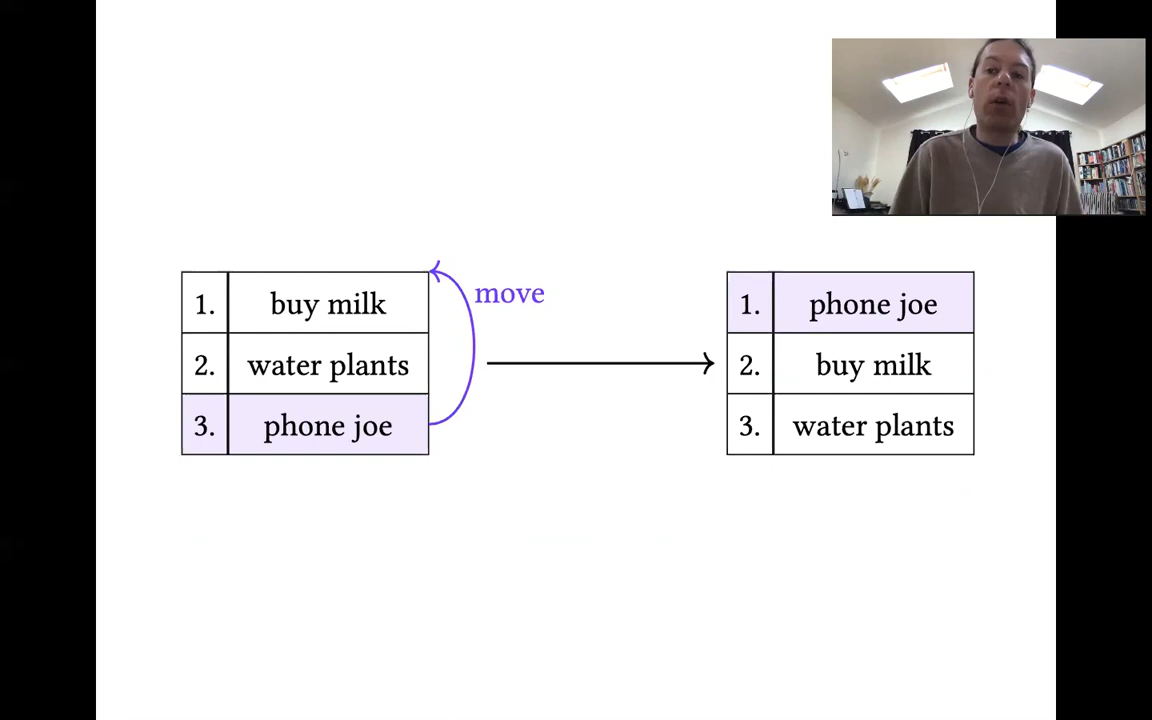 1. buy milk
2. water plants
3. phone joe
move
1. phone joe
2. buy milk
3. water plants